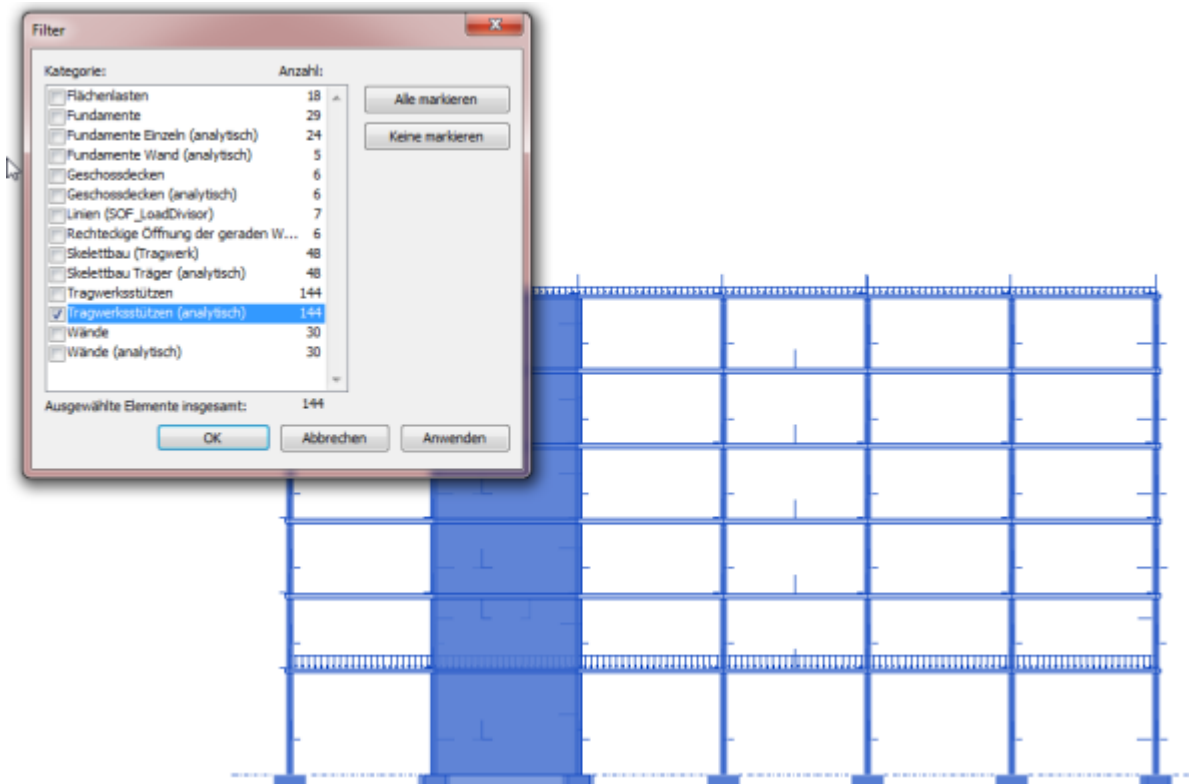 Filter
Kategorie: Anzahl:
Flächenlasten 18
Fundamente 29
Fundamente Einzeln (analytisch) 24
Fundamente Wand (analytisch) 5
Geschossdecken 6
Geschossdecken (analytisch) 6
Linien (SOF_LoadDivisor) 7
Rechteckige Öffnung der geraden W... 6
Skelettbau (Tragwerk) 48
Skelettbau Träger (analytisch) 48
Tragwerksstützen 144
Tragwerksstützen (analytisch) 144
Wände 30
Wände (analytisch) 30
Alle markieren
Keine markieren
Ausgewählte Elemente insgesamt: 144
OK Abbrechen Anwenden